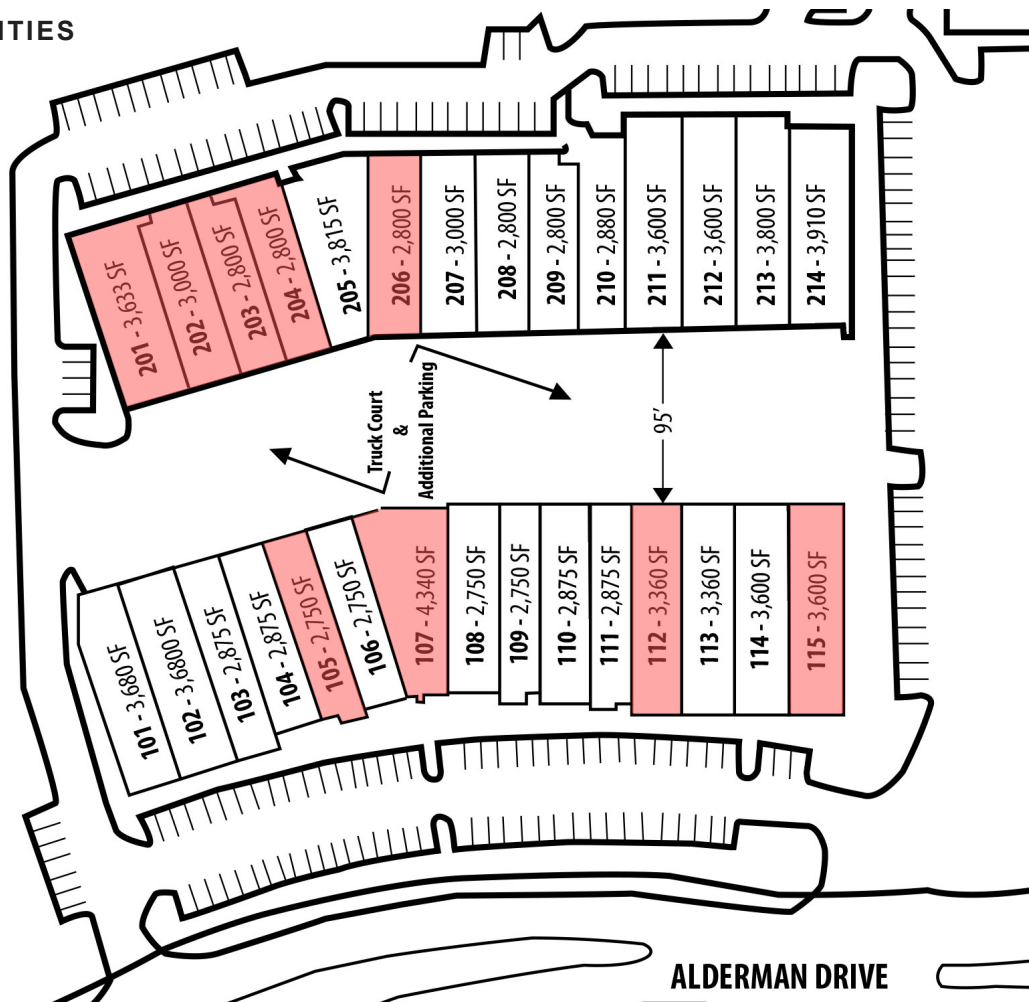 ITIES
201 - 3,633 SF
202 - 3,000 SF
203 - 2,800 SF
204 - 2,800 SF
205 - 3,815 SF
206 - 2,800 SF
207 - 3,000 SF
208 - 2,800 SF
209 - 2,800 SF
210 - 2,880 SF
211 - 3,600 SF
212 - 3,600 SF
213 - 3,800 SF
214 - 3,910 SF
Truck Court
&
Additional Parking
95'
101 - 3,680 SF
102 - 3,6800 SF
103 - 2,875 SF
104 - 2,875 SF
105 - 2,750 SF
106 - 2,750 SF
107 - 4,340 SF
108 - 2,750 SF
109 - 2,750 SF
110 - 2,875 SF
111 - 2,875 SF
112 - 3,360 SF
113 - 3,360 SF
114 - 3,600 SF
115 - 3,600 SF
ALDERMAN DRIVE